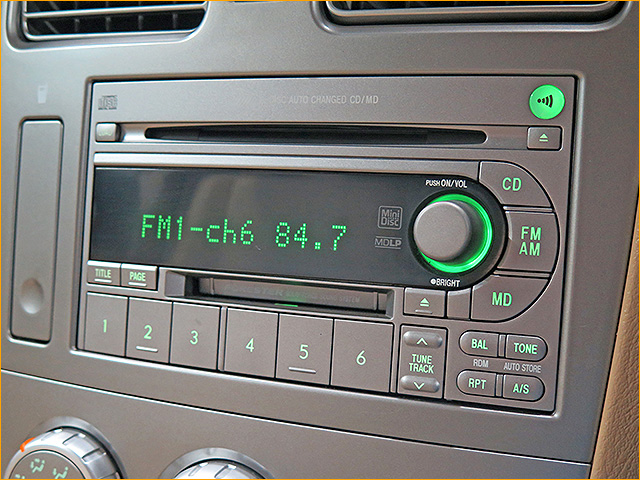 AUTO CHANGED CD/MD
PUSH ON/VOL
CD
Mini
Disc
MDLP
FM
AM
FM1-ch6 84.7
BRIGHT
MD
TITLE
PAGE
1
2
3
4
5
6
TUNE
TRACK
BAL
TONE
RDM
AUTO STORE
RPT
A/S